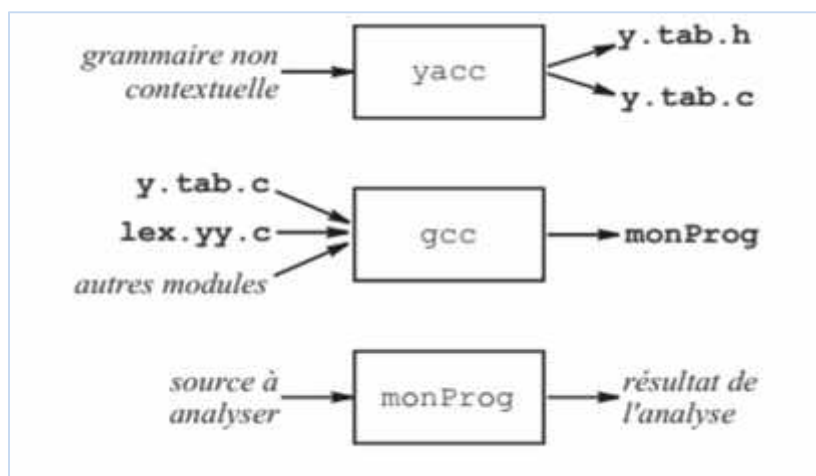 grammaire non
contextuelle
yacc
y.tab.h
y.tab.c
y.tab.c
lex.yy.c
autres modules
gcc
monProg
source à
analyser
monProg
résultat de
l'analyse